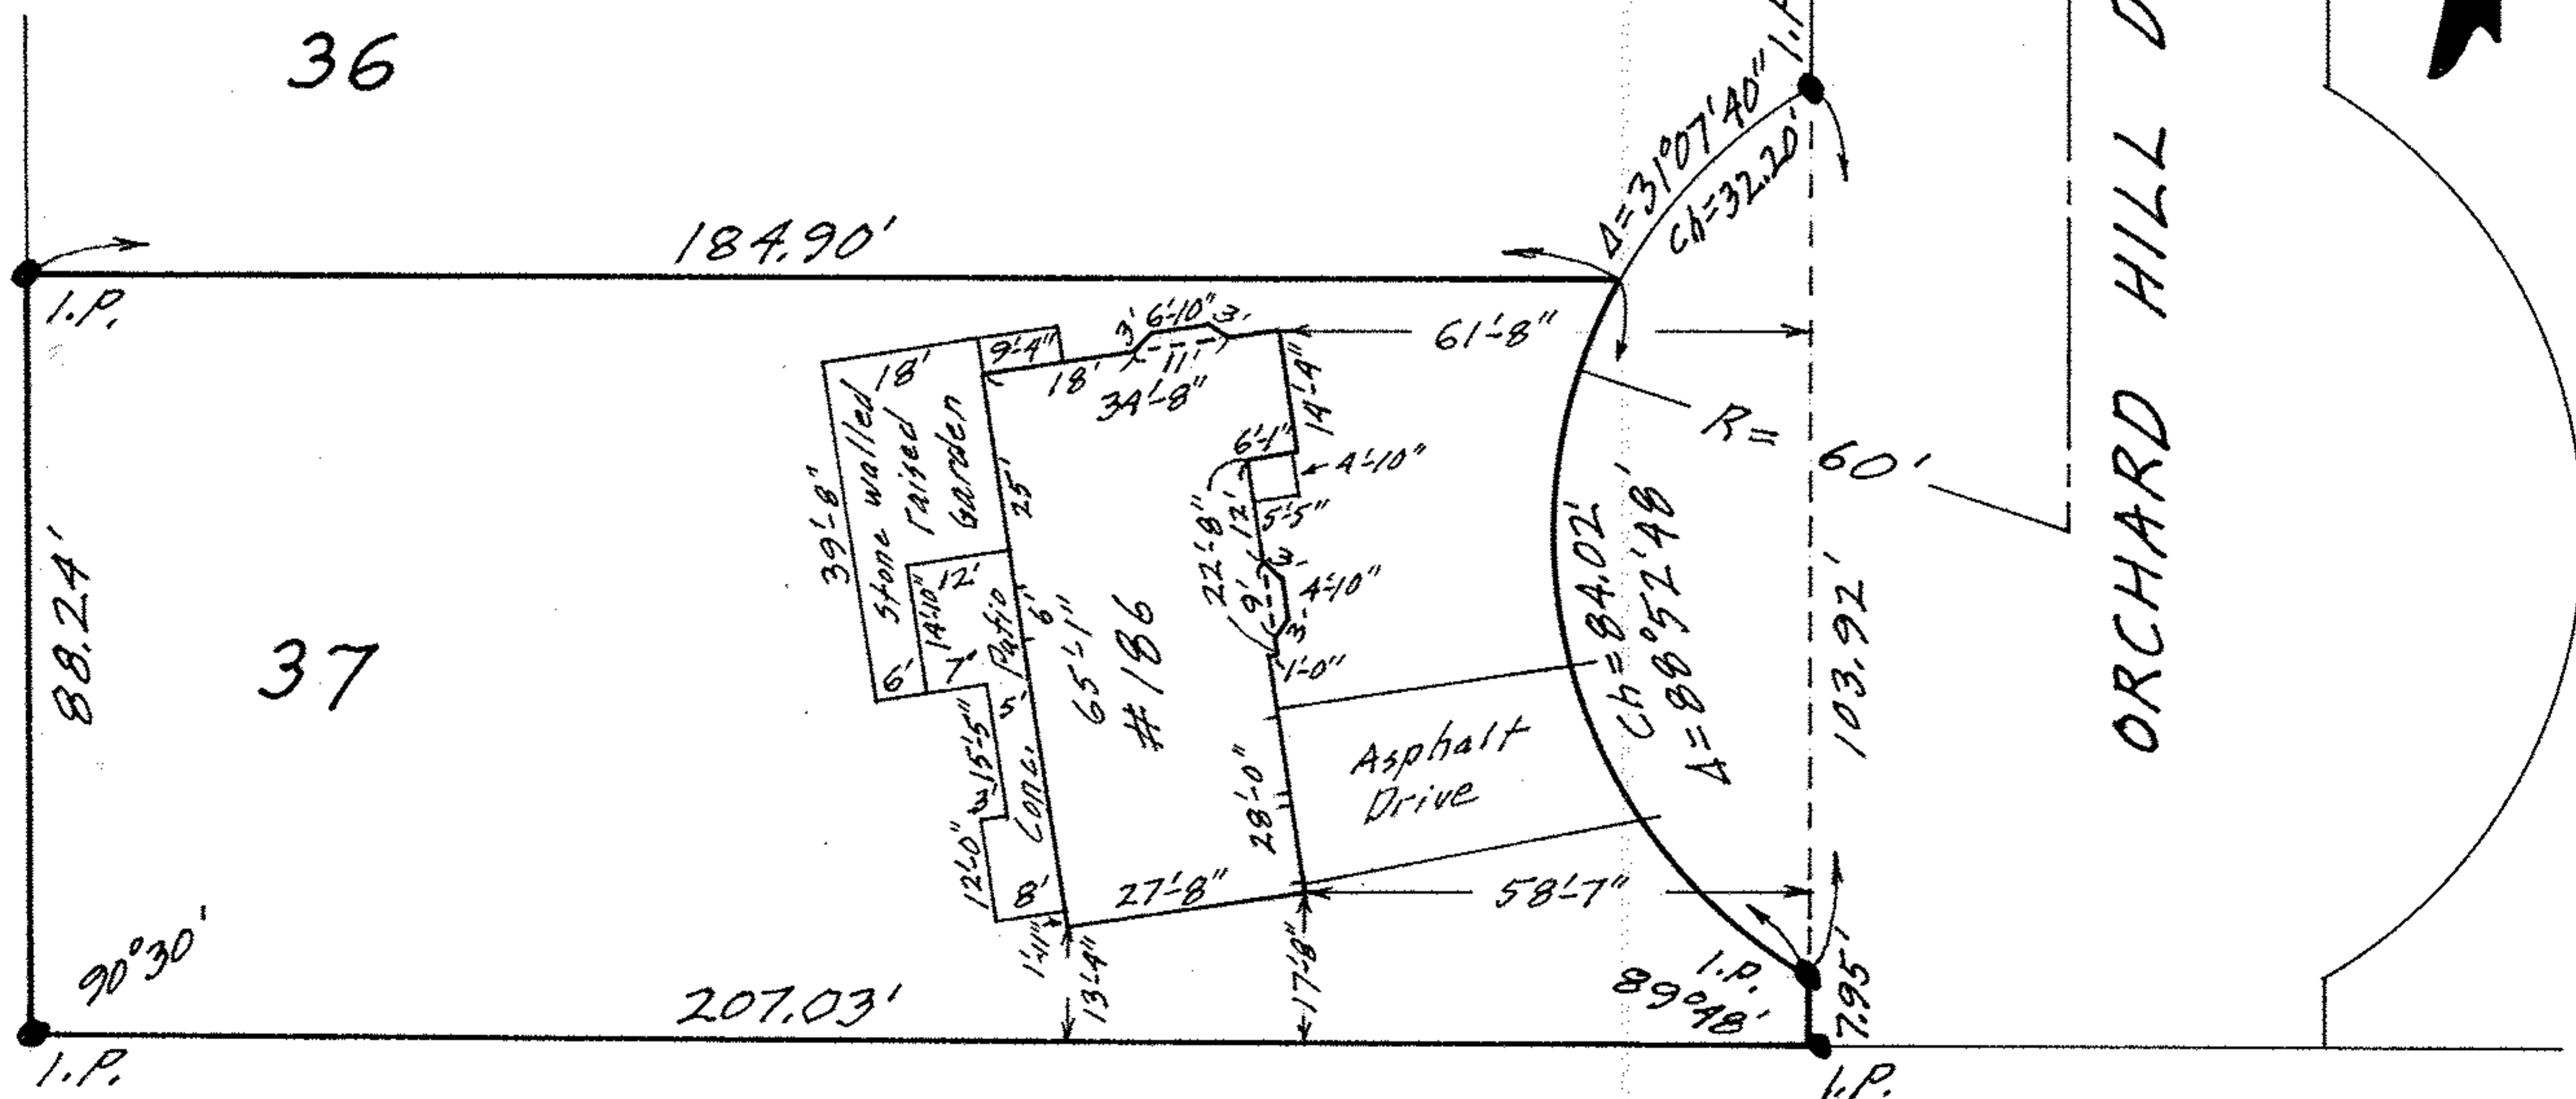 36
I.P.
Δ=31°07'40"
Ch=32.20'
ORCHARD HILL D
184.90'
I.P.
88.24'
37
90°30'
I.P.
207.03'
18'
9'-4"
18'
3'
6'-10"
3'
11'
34'-8"
61'-8"
14'-4"
6'-1"
4'-10"
5'-5"
12'
22'-8"
9'
3'
4'-10"
3'
1'-0"
39'-8"
Stone walled
raised
Garden
25'
12'
14'-10"
6'
7'
Conc. Patio
6'
5'
65'-1"
#186
15'-5"
3'
12'-0"
8'
27'-8"
28'-0"
Asphalt
Drive
58'-7"
13'-4"
17'-8"
R=
60'
Ch=84.02'
Δ=88°52'48
103.92'
I.P.
89°48'
7.95'
I.P.